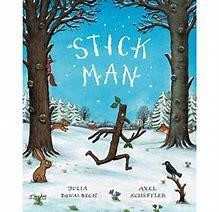 STICK
MAN
JULIA AXEL
DONALDSON SCHEFFLER